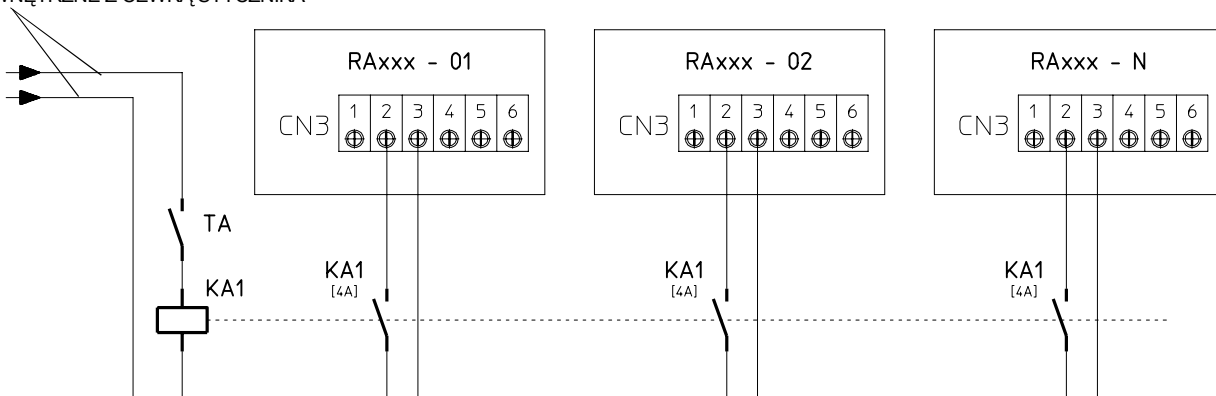 RAxxx - 01
RAxxx - 02
RAxxx - N
CN3 1 2 3 4 5 6
CN3 1 2 3 4 5 6
CN3 1 2 3 4 5 6
TA
KA1
KA1
[4A]
KA1
[4A]
KA1
[4A]